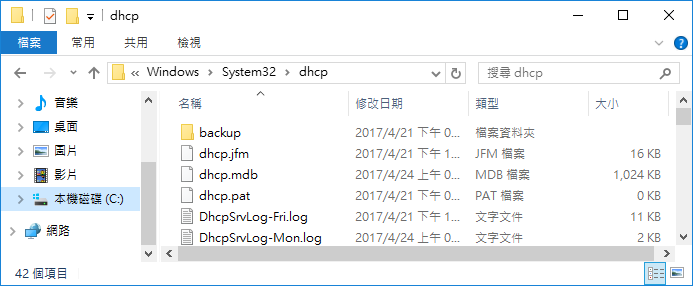 dhcp
檔案 常用 共用 檢視
« Windows › System32 › dhcp
搜尋 dhcp
音樂
桌面
圖片
影片
本機磁碟 (C:)
網路
名稱 修改日期 類型 大小
backup 2017/4/21 下午 0... 檔案資料夾
dhcp.jfm 2017/4/21 下午 1... JFM 檔案 16 KB
dhcp.mdb 2017/4/24 上午 0... MDB 檔案 1,024 KB
dhcp.pat 2017/4/21 下午 0... PAT 檔案 0 KB
DhcpSrvLog-Fri.log 2017/4/21 下午 1... 文字文件 11 KB
DhcpSrvLog-Mon.log 2017/4/24 上午 0... 文字文件 2 KB
42 個項目